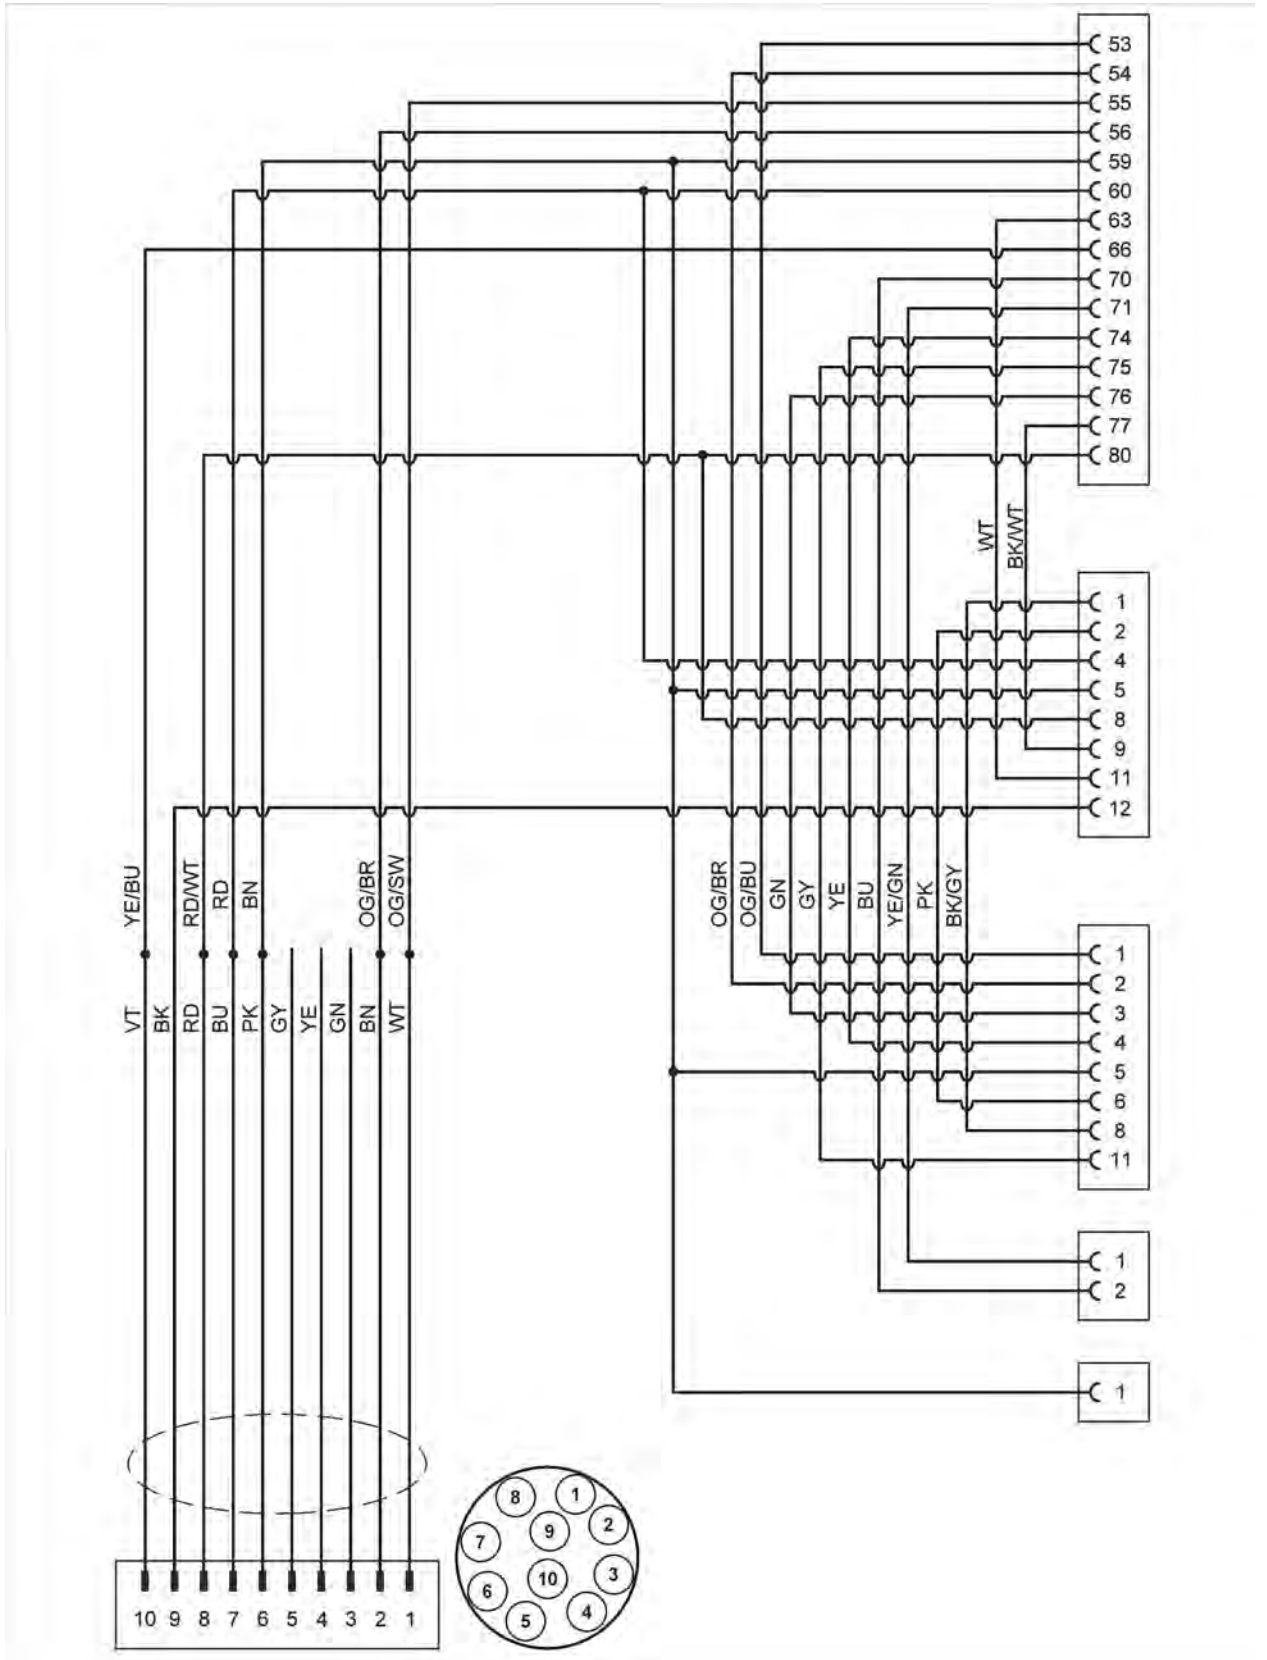 53
54
55
56
59
60
63
66
70
71
74
75
76
77
80
WT
BK/WT
1
2
4
5
8
9
11
12
YE/BU
RD/WT
RD
BN
OG/BR
OG/SW
OG/BR
OG/BU
GN
GY
YE
BU
YE/GN
PK
BK/GY
VT
BK
RD
BU
PK
GY
YE
GN
BN
WT
1
2
3
4
5
6
8
11
1
2
1
8
1
9
2
7
10
3
6
5
4
10 9 8 7 6 5 4 3 2 1